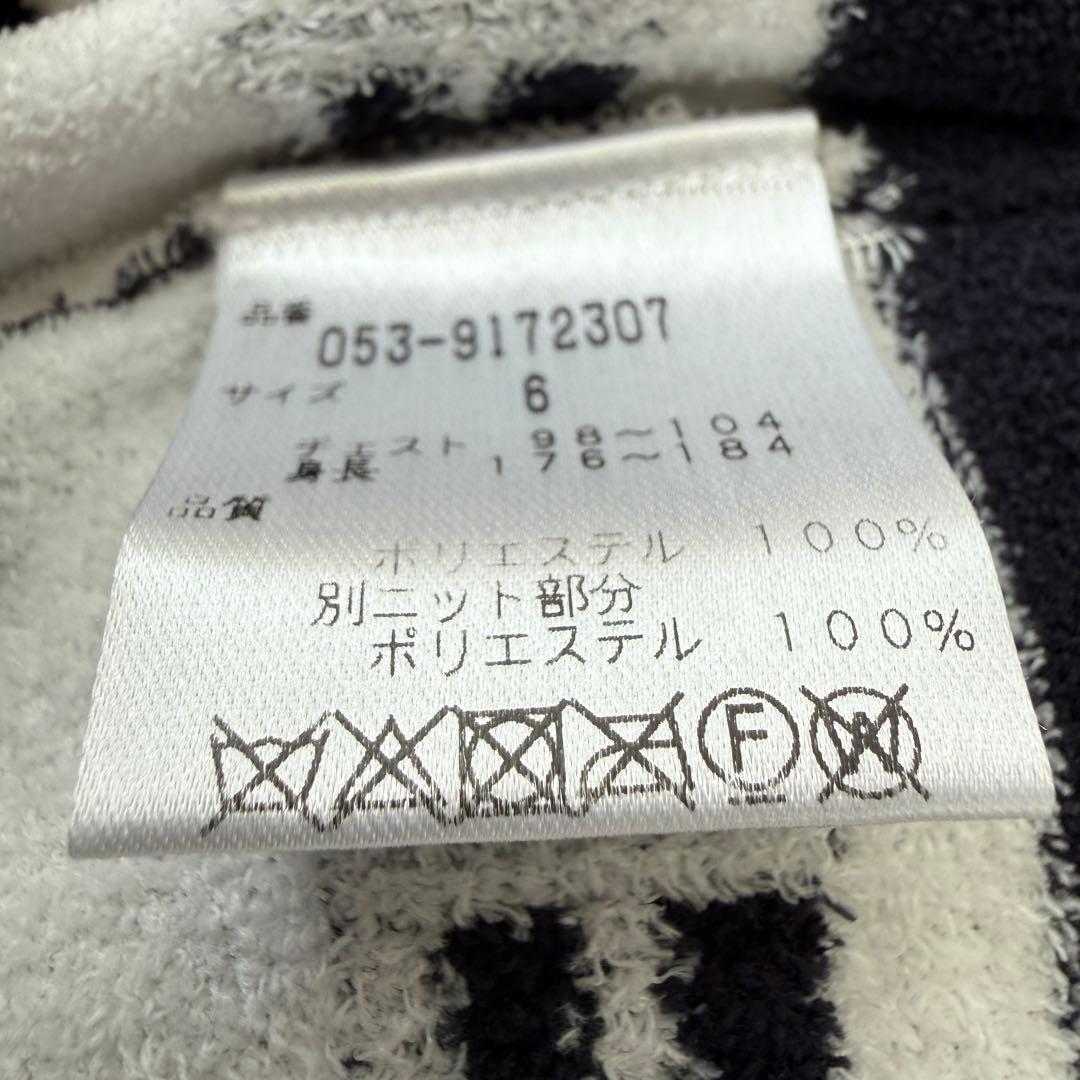 品番 053-9172307
サイズ 6
チェスト 98～104
身長 176～184
品質
ポリエステル 100%
別ニット部分
ポリエステル 100%
F W